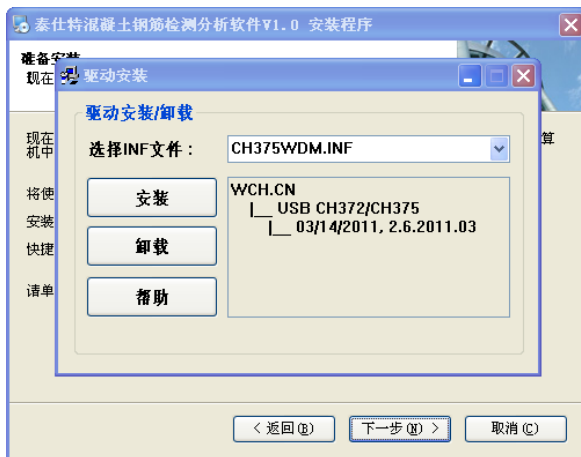 泰仕特混凝土钢筋检测分析软件V1.0 安装程序
准备安装
现在
驱动安装
驱动安装/卸载
选择INF文件：
CH375WDM.INF
安装
卸载
帮助
WCH.CN
|__ USB CH372/CH375
|__ 03/14/2011, 2.6.2011.03
现在
算
机中
将使
安装
快捷
请单
< 返回(B)
下一步(N) >
取消(C)